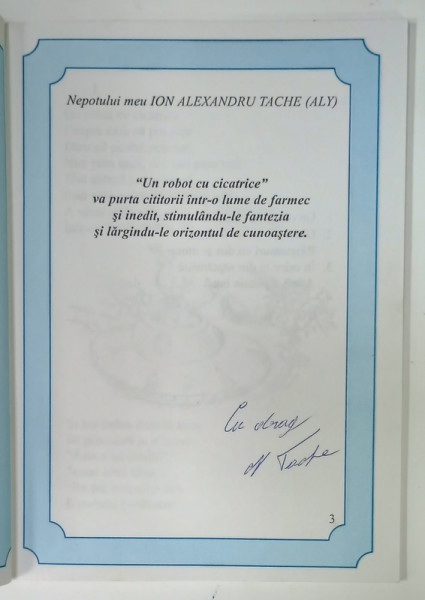 Nepotului meu ION ALEXANDRU TACHE (ALY)
“Un robot cu cicatrice”
va purta cititorii într-o lume de farmec
şi inedit, stimulându-le fantezia
şi lărgindu-le orizontul de cunoaştere.
Cu drag
Tache
3